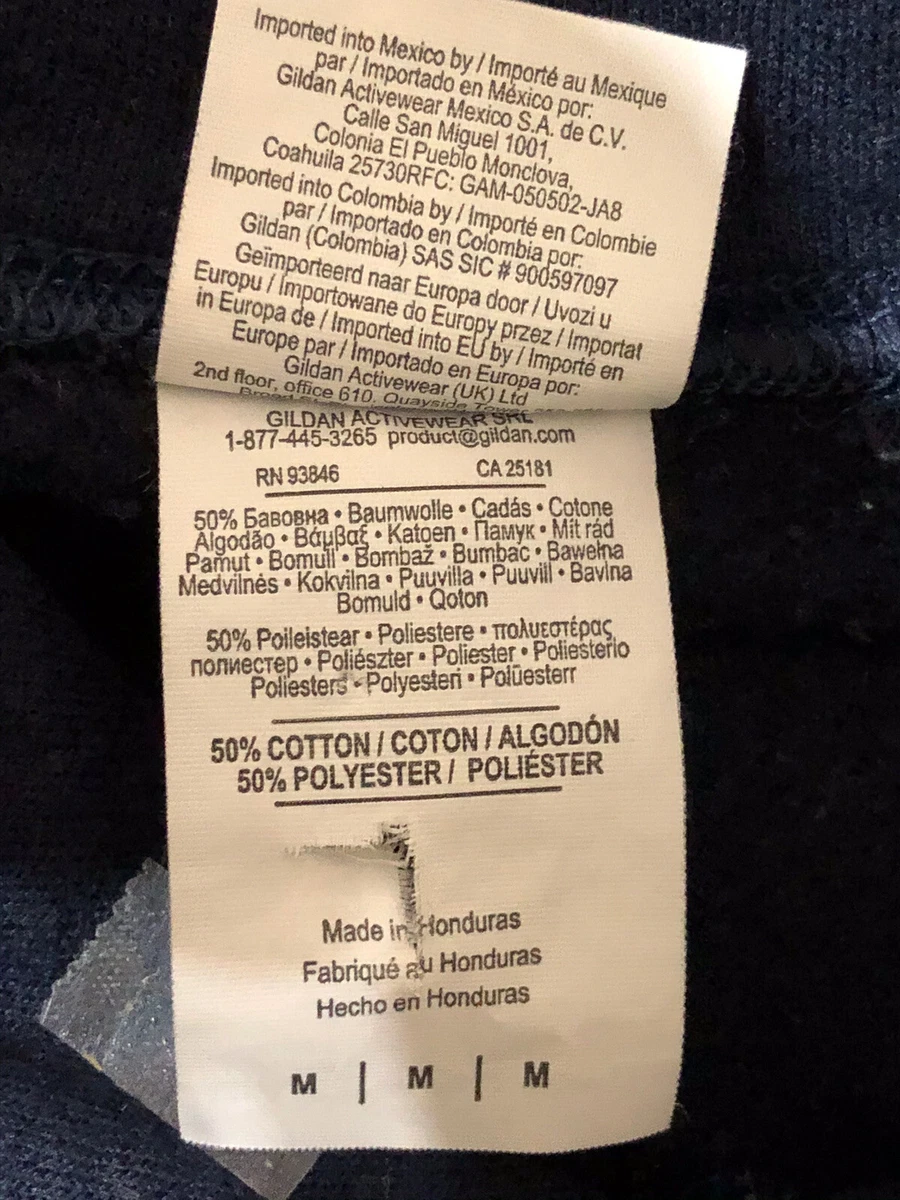 Imported into Mexico by / Importé au Mexique
par / Importado en México por:
Gildan Activewear Mexico S.A. de C.V.
Calle San Miguel 1001,
Colonia El Pueblo Monclova,
Coahuila 25730RFC: GAM-050502-JA8
Imported into Colombia by / Importé en Colombie
par / Importado en Colombia por:
Gildan (Colombia) SAS SIC # 900597097
Geïmporteerd naar Europa door / Uvozi u
Europu / Importowane do Europy przez / Importat
in Europa de / Imported into EU by / Importé en
Europe par / Importado en Europa por:
Gildan Activewear (UK) Ltd
2nd floor, office 610, Quayside
GILDAN ACTIVEWEAR SRL
1-877-445-3265 product@gildan.com
RN 93846 CA 25181
50% Бавовна • Baumwolle • Cadás • Cotone
Algodão • Βάμβαξ • Katoen • Памук • Mit rád
Pamut • Bomull • Bombaž • Bumbac • Bawełna
Medvilnės • Kokvilna • Puuvilla • Puuvill • Bavlna
Bomuld • Qoton
50% Poileistear • Poliestere • πολυεστέρας
полиестер • Poliészter • Poliester • Poliesterio
Poliesters • Polyesteri • Polüesterr
50% COTTON / COTON / ALGODÓN
50% POLYESTER / POLIÉSTER
Made in Honduras
Fabriqué au Honduras
Hecho en Honduras
M | M | M